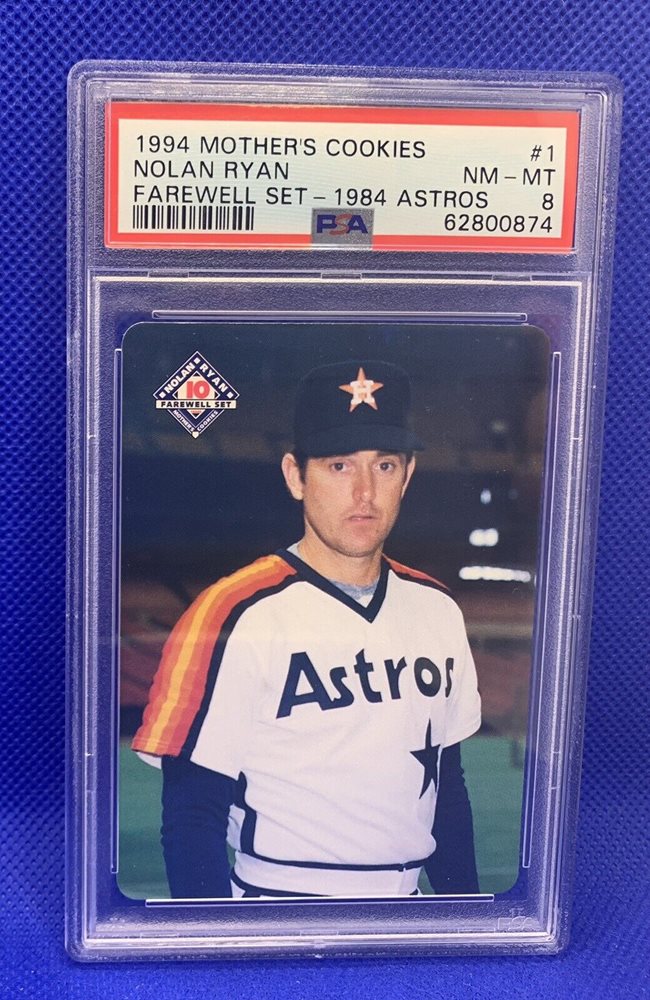 1994 MOTHER'S COOKIES #1
NOLAN RYAN NM - MT
FAREWELL SET - 1984 ASTROS 8
PSA 62800874
NOLAN RYAN
10
FAREWELL SET
MOTHER'S COOKIES
H
Astros